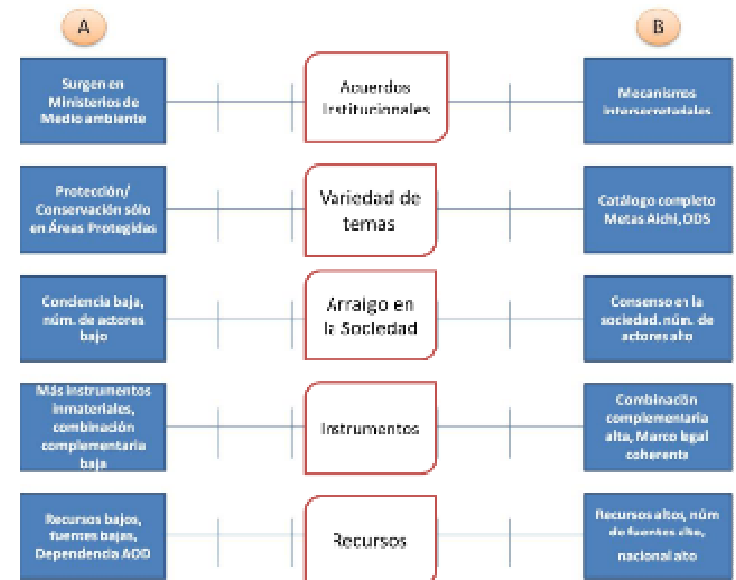 A
B
Surgen en
Ministerios de
Medio ambiente
Acuerdos
Institucionales
Mecanismos
Intersecretariales
Protección/
Conservación sólo
en Áreas Protegidas
Variedad de
temas
Catálogo completo
Metas Aichi, ODS
Conciencia baja,
núm. de actores
bajo
Arraigo en
la Sociedad
Consenso en la
sociedad, núm. de
actores alto
Más instrumentos
inmateriales,
combinación
complementaria
baja
Instrumentos
Combinación
complementaria
alta, Marco legal
coherente
Recursos bajos,
fuentes bajas,
Dependencia AOD
Recursos
Recursos altos, núm
de fuentes alto,
nacional alto